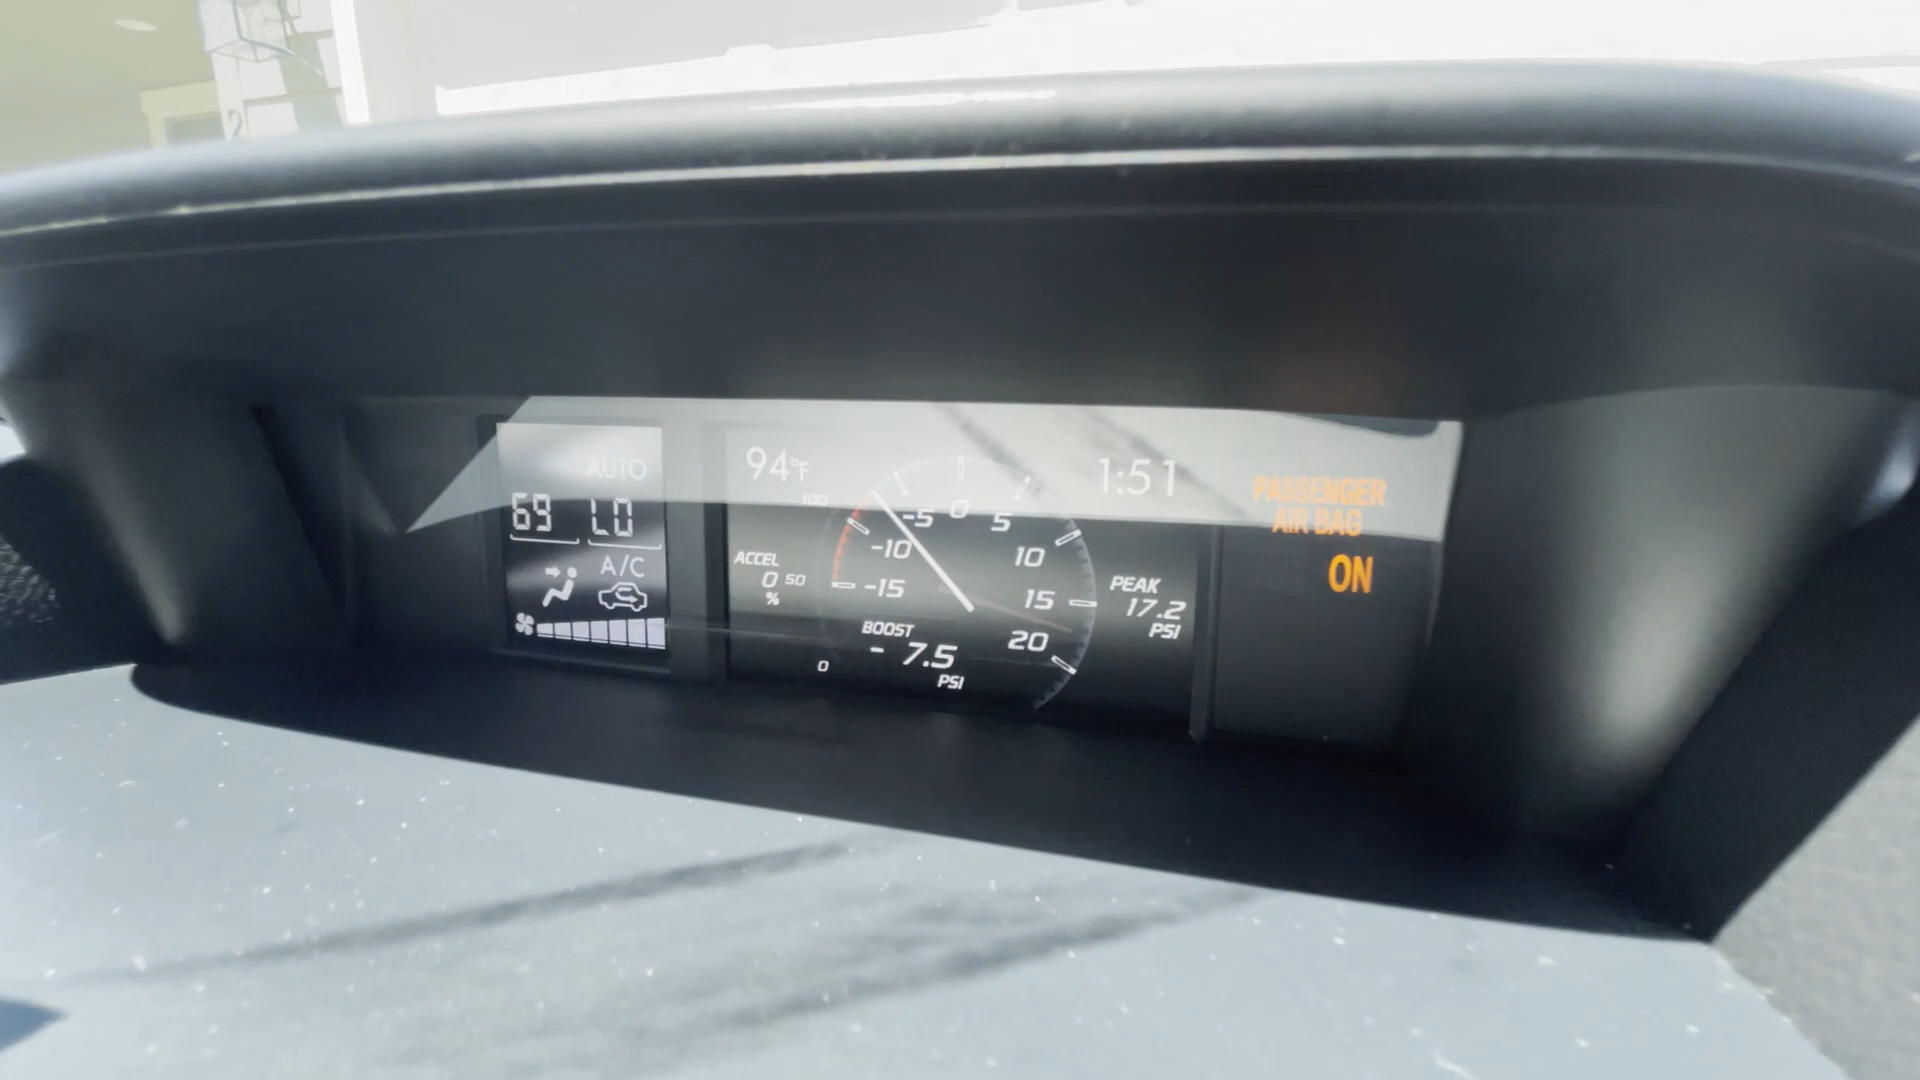 2
AUTO
69 LO
A/C
94°F
1:51
100
50
0
ACCEL
0
%
-15
-10
-5
0
5
10
15
20
BOOST
- 7.5
PSI
PEAK
17.2
PSI
PASSENGER
AIR BAG
ON